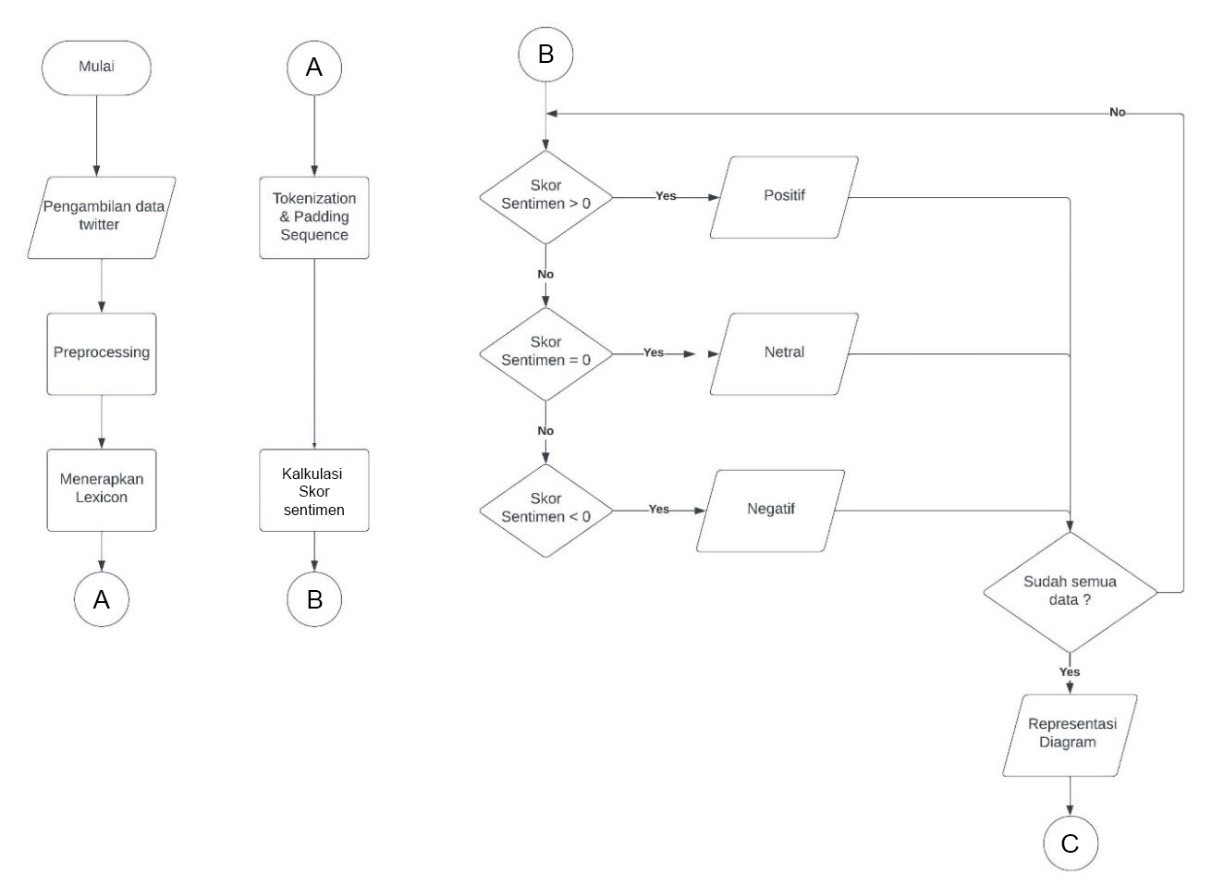 Mulai
Pengambilan data
twitter
Preprocessing
Menerapkan
Lexicon
A
A
Tokenization
& Padding
Sequence
Kalkulasi
Skor
sentimen
B
B
No
Skor
Sentimen > 0
Yes
Positif
No
Skor
Sentimen = 0
Yes
Netral
No
Skor
Sentimen < 0
Yes
Negatif
Sudah semua
data ?
Yes
Representasi
Diagram
C